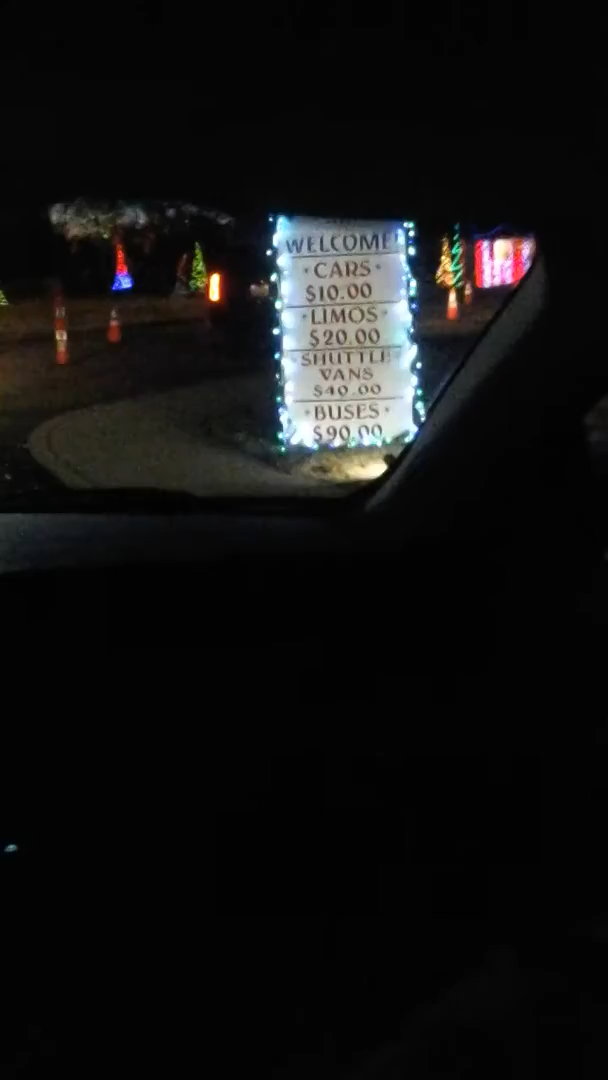 WELCOME!
• CARS •
$10.00
• LIMOS •
$20.00
• SHUTTLE •
VANS
$40.00
• BUSES •
$90.00